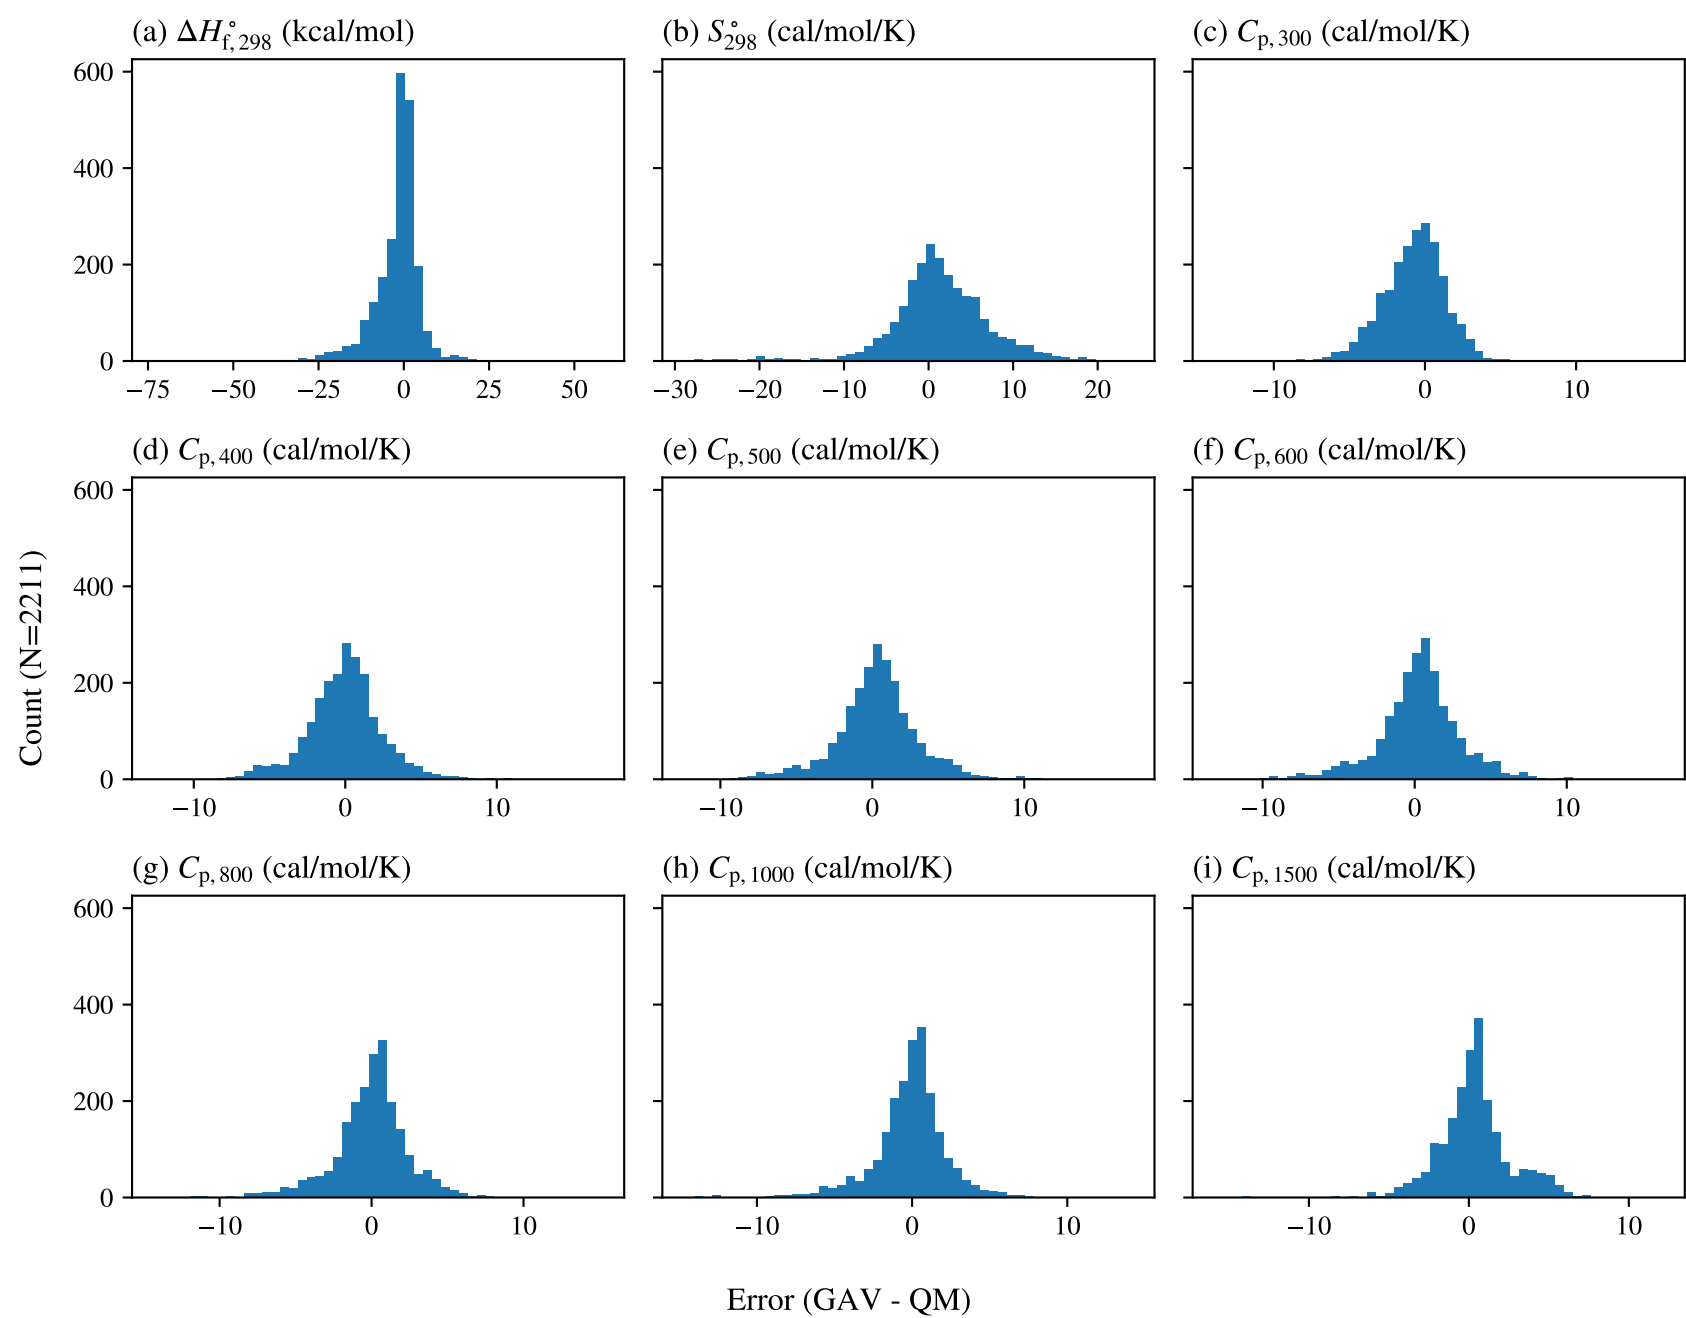 (a) ΔH°f,298 (kcal/mol)
(b) S°298 (cal/mol/K)
(c) Cp,300 (cal/mol/K)
600
400
200
0
−75 −50 −25 0 25 50
−30 −20 −10 0 10 20
−10 0 10
(d) Cp,400 (cal/mol/K)
(e) Cp,500 (cal/mol/K)
(f) Cp,600 (cal/mol/K)
Count (N=2211)
600
400
200
0
−10 0 10
−10 0 10
−10 0 10
(g) Cp,800 (cal/mol/K)
(h) Cp,1000 (cal/mol/K)
(i) Cp,1500 (cal/mol/K)
600
400
200
0
−10 0 10
−10 0 10
−10 0 10
Error (GAV - QM)